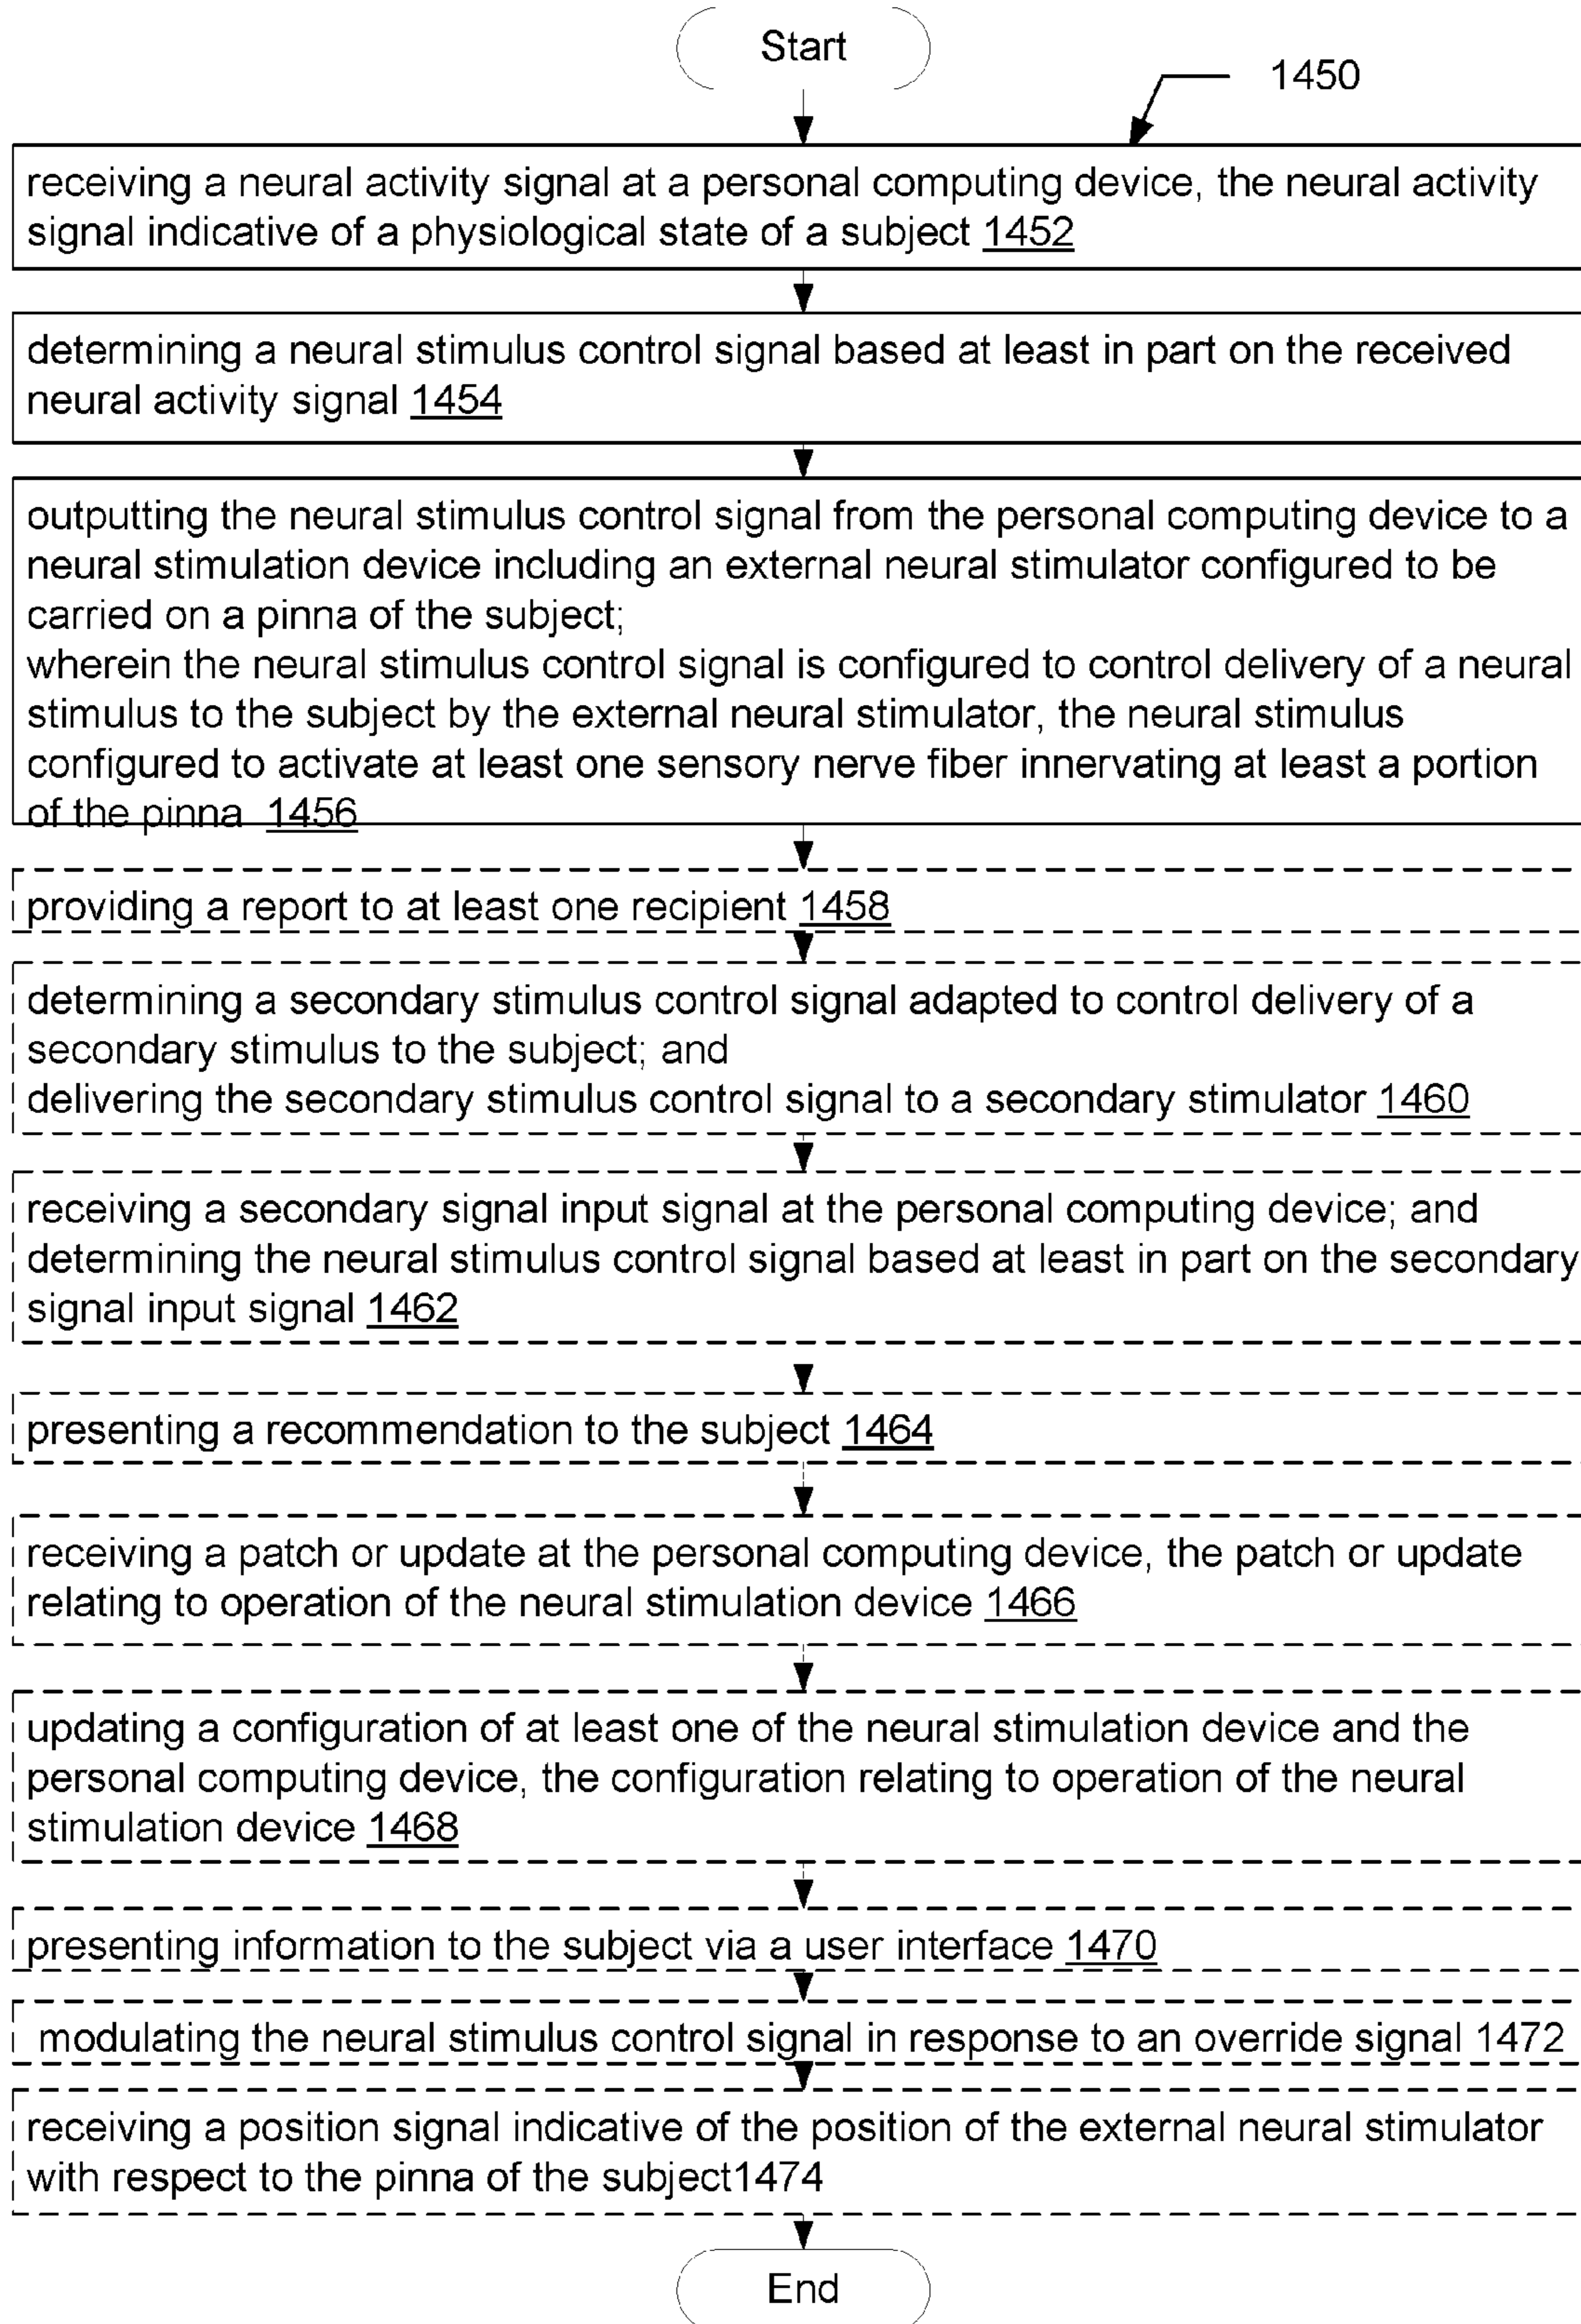 Start
1450
receiving a neural activity signal at a personal computing device, the neural activity
signal indicative of a physiological state of a subject 1452
determining a neural stimulus control signal based at least in part on the received
neural activity signal 1454
outputting the neural stimulus control signal from the personal computing device to a
neural stimulation device including an external neural stimulator configured to be
carried on a pinna of the subject;
wherein the neural stimulus control signal is configured to control delivery of a neural
stimulus to the subject by the external neural stimulator, the neural stimulus
configured to activate at least one sensory nerve fiber innervating at least a portion
of the pinna 1456
providing a report to at least one recipient 1458
determining a secondary stimulus control signal adapted to control delivery of a
secondary stimulus to the subject; and
delivering the secondary stimulus control signal to a secondary stimulator 1460
receiving a secondary signal input signal at the personal computing device; and
determining the neural stimulus control signal based at least in part on the secondary
signal input signal 1462
presenting a recommendation to the subject 1464
receiving a patch or update at the personal computing device, the patch or update
relating to operation of the neural stimulation device 1466
updating a configuration of at least one of the neural stimulation device and the
personal computing device, the configuration relating to operation of the neural
stimulation device 1468
presenting information to the subject via a user interface 1470
modulating the neural stimulus control signal in response to an override signal 1472
receiving a position signal indicative of the position of the external neural stimulator
with respect to the pinna of the subject1474
End